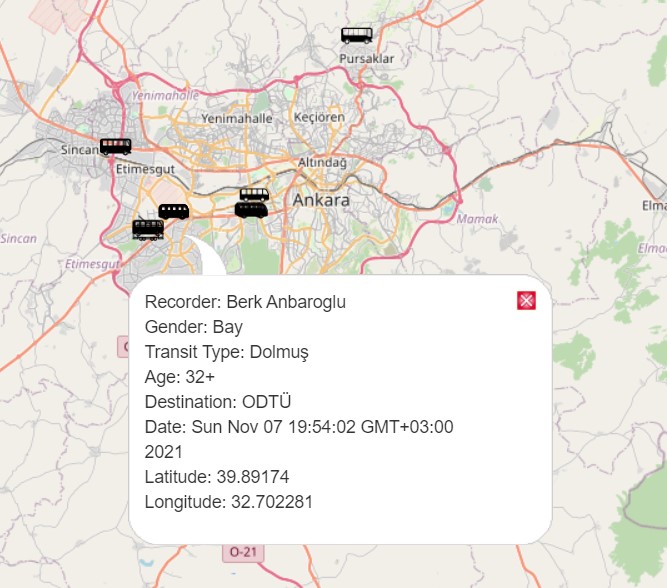 Pursaklar
Yenimahalle
Yenimahalle
Keçiören
Sincan
Altındağ
Etimesgut
Ankara
Mamak
Sincan
Etimesgut
Recorder: Berk Anbaroglu
Gender: Bay
Transit Type: Dolmuş
Age: 32+
Destination: ODTÜ
Date: Sun Nov 07 19:54:02 GMT+03:00
2021
Latitude: 39.89174
Longitude: 32.702281
O-21